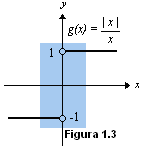 y
g(x) = | x | / x
1
x
-1
Figura 1.3